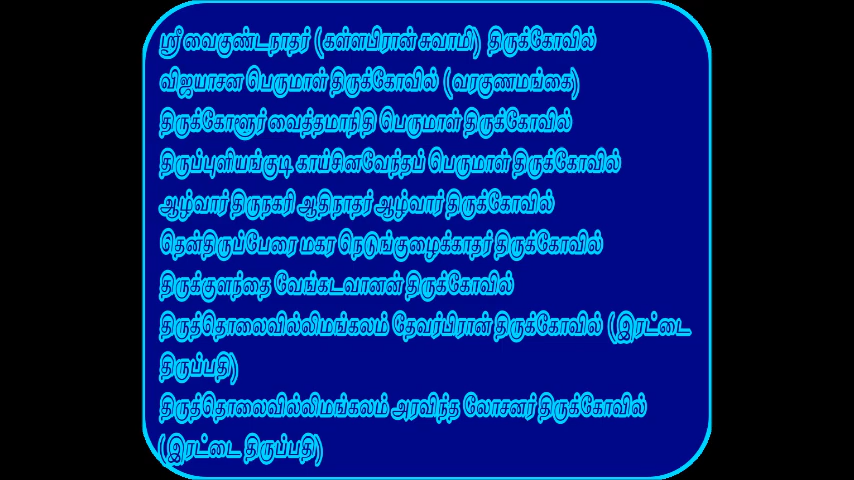 ஸ்ரீ வைகுண்டநாதர் (கள்ளபிரான் சுவாமி) திருக்கோவில்
விஜயாசன பெருமாள் திருக்கோவில் (வரகுணமங்கை)
திருக்கோளூர் வைத்தமாநிதி பெருமாள் திருக்கோவில்
திருப்புளியங்குடி காய்சினவேந்தப் பெருமாள் திருக்கோவில்
ஆழ்வார் திருநகரி ஆதிநாதர் ஆழ்வார் திருக்கோவில்
தென்திருப்பேரை மகர நெடுங்குழைக்காதர் திருக்கோவில்
திருக்குளந்தை வேங்கடவானன் திருக்கோவில்
திருத்தொலைவில்லிமங்கலம் தேவர்பிரான் திருக்கோவில் (இரட்டை
திருப்பதி)
திருத்தொலைவில்லிமங்கலம் அரவிந்த லோசனர் திருக்கோவில்
(இரட்டை திருப்பதி)